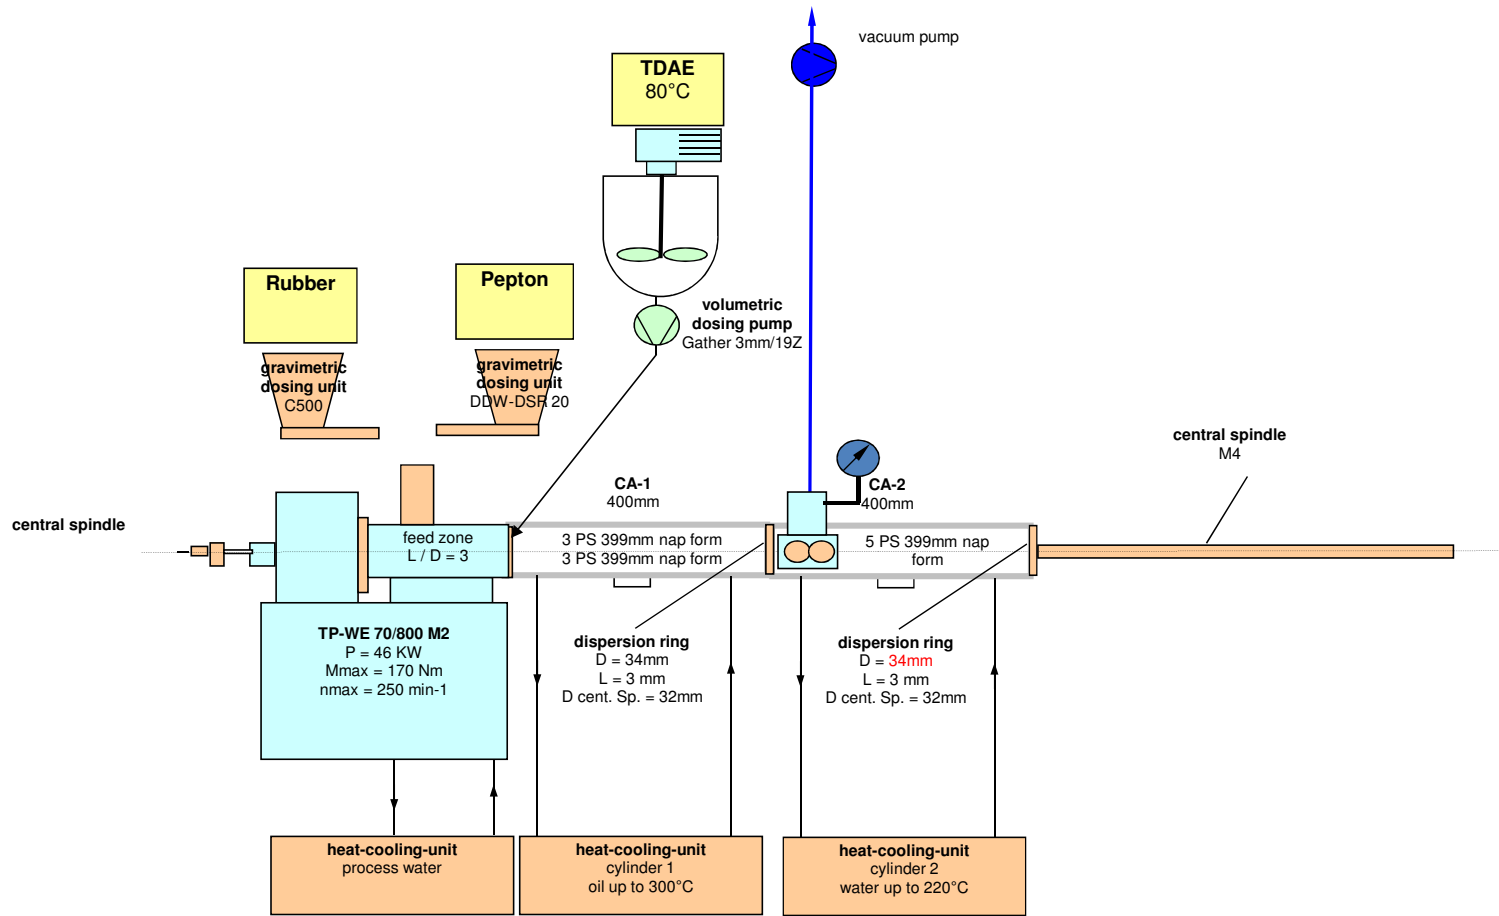 vacuum pump
TDAE
80°C
Rubber
Pepton
volumetric
dosing pump
Gather 3mm/19Z
gravimetric
dosing unit
C500
gravimetric
dosing unit
DDW-DSR 20
central spindle
M4
CA-1
400mm
CA-2
400mm
central spindle
feed zone
L / D = 3
3 PS 399mm nap form
3 PS 399mm nap form
5 PS 399mm nap
form
TP-WE 70/800 M2
P = 46 KW
Mmax = 170 Nm
nmax = 250 min-1
dispersion ring
D = 34mm
L = 3 mm
D cent. Sp. = 32mm
dispersion ring
D = 34mm
L = 3 mm
D cent. Sp. = 32mm
heat-cooling-unit
process water
heat-cooling-unit
cylinder 1
oil up to 300°C
heat-cooling-unit
cylinder 2
water up to 220°C